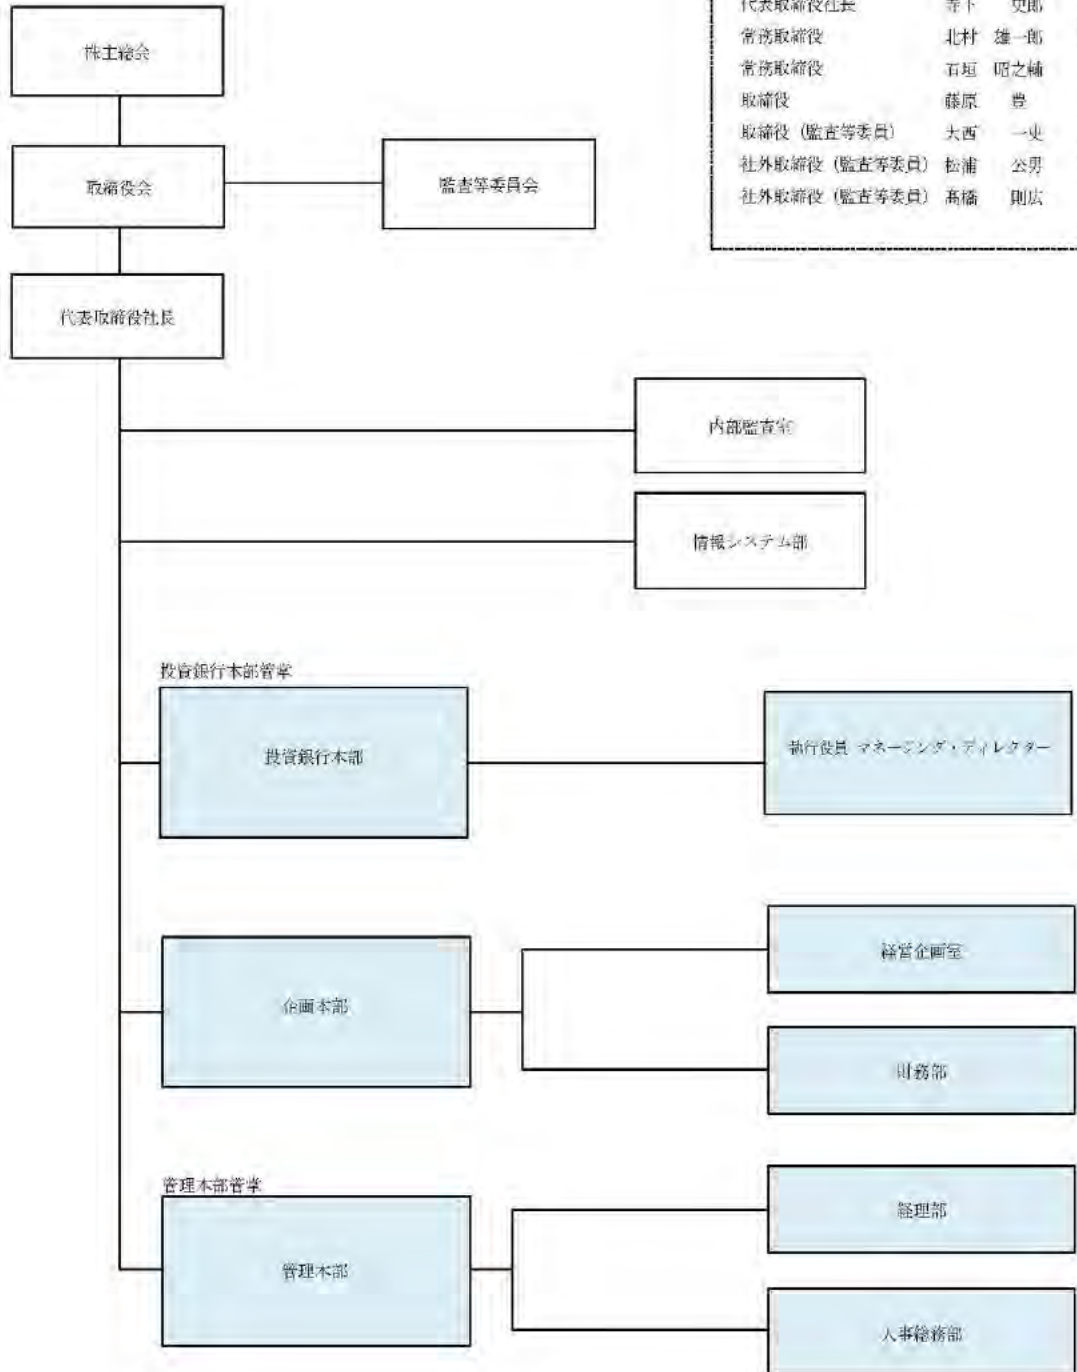 株主総会
取締役会
監査等委員会
代表取締役社長
代表取締役社長 寺下 史郎
常務取締役 北村 雄一郎
常務取締役 石垣 昭之輔
取締役 藤原 豊
取締役（監査等委員） 大西 一史
社外取締役（監査等委員） 松浦 公男
社外取締役（監査等委員） 髙橋 則広
内部監査室
情報システム部
投資銀行本部管掌
投資銀行本部
執行役員 マネージング・ディレクター
企画本部
経営企画室
財務部
管理本部管掌
管理本部
経理部
人事総務部